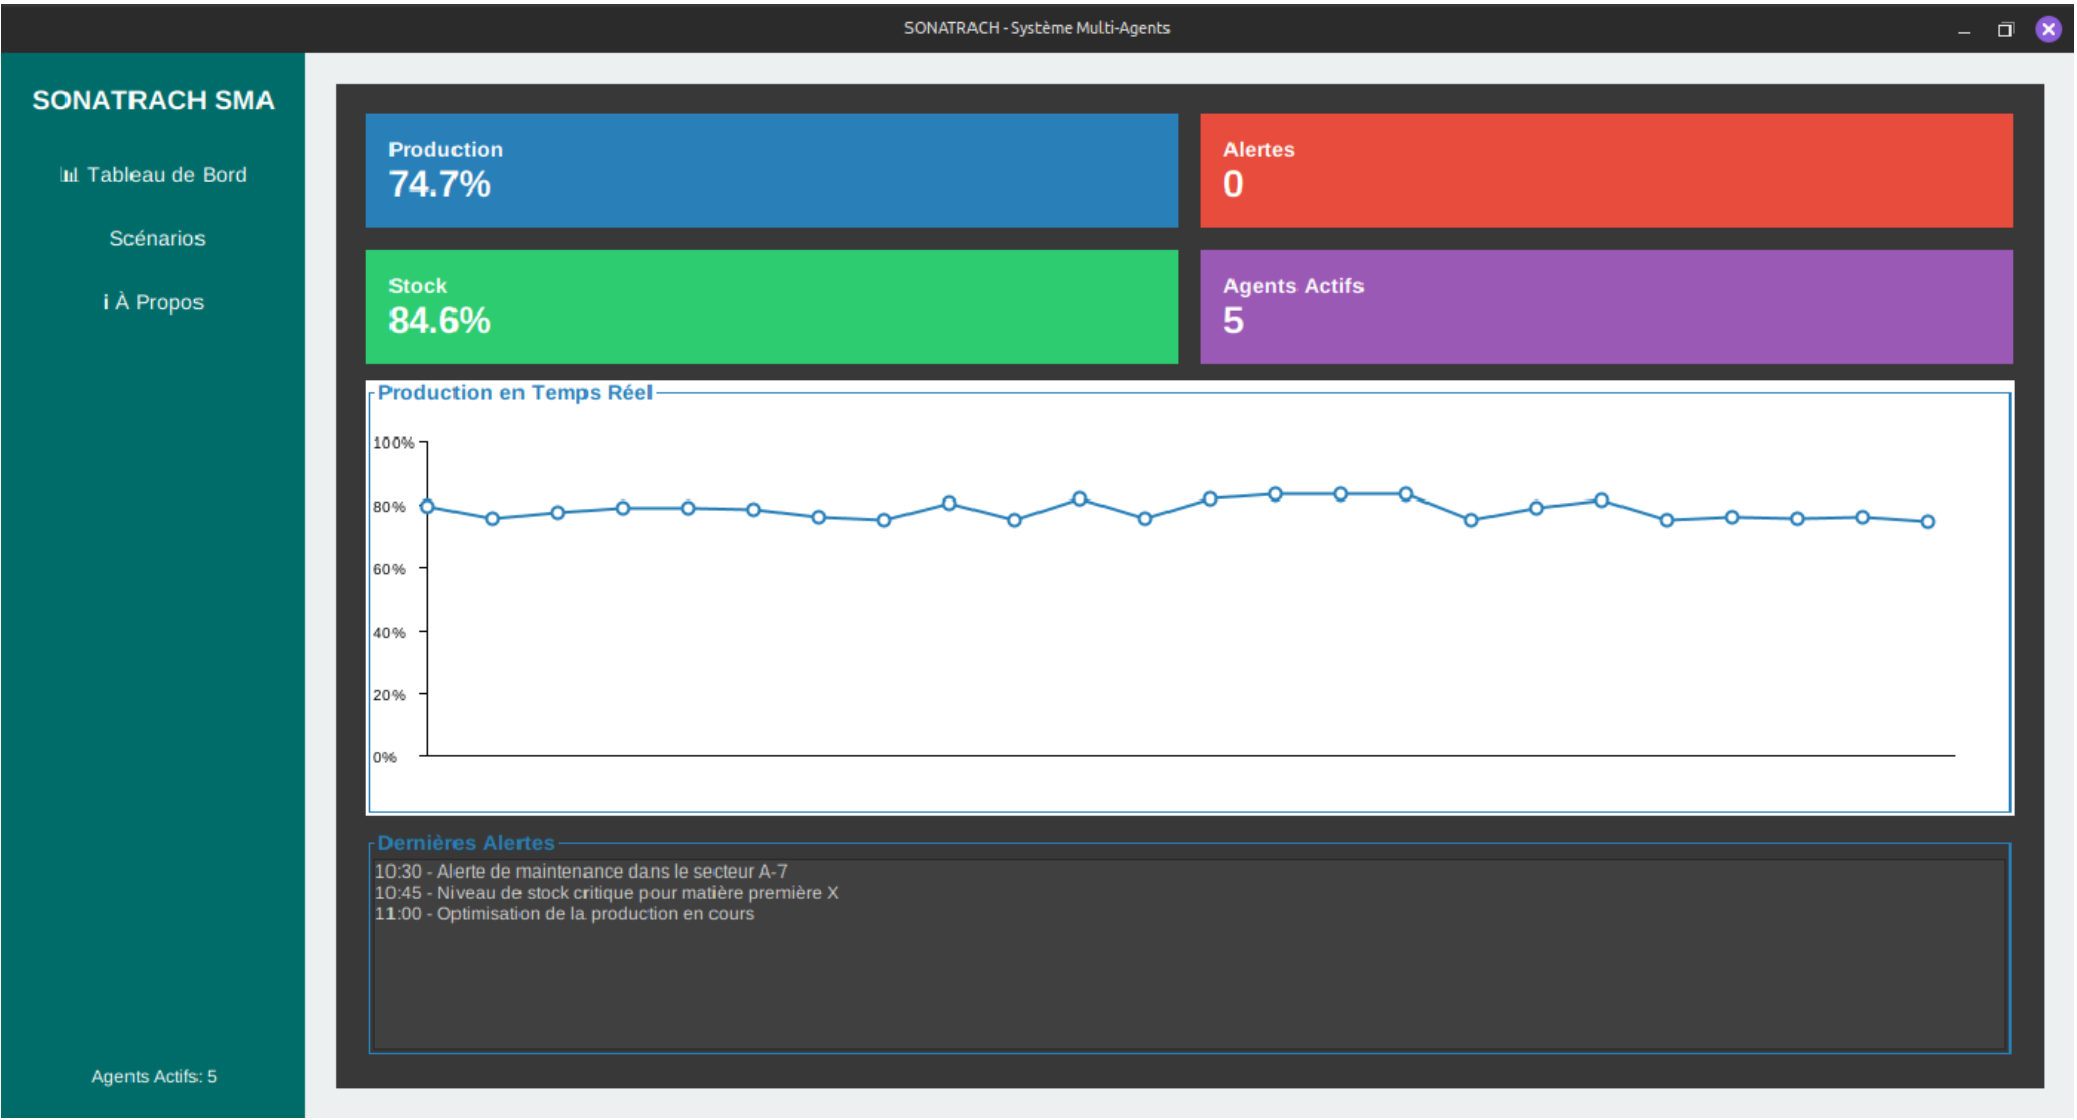 SONATRACH - Système Multi-Agents
SONATRACH SMA
Tableau de Bord
Scénarios
i À Propos
Agents Actifs: 5
Production
74.7%
Alertes
0
Stock
84.6%
Agents Actifs
5
Production en Temps Réel
100%
80%
60%
40%
20%
0%
Dernières Alertes
10:30 - Alerte de maintenance dans le secteur A-7
10:45 - Niveau de stock critique pour matière première X
11:00 - Optimisation de la production en cours